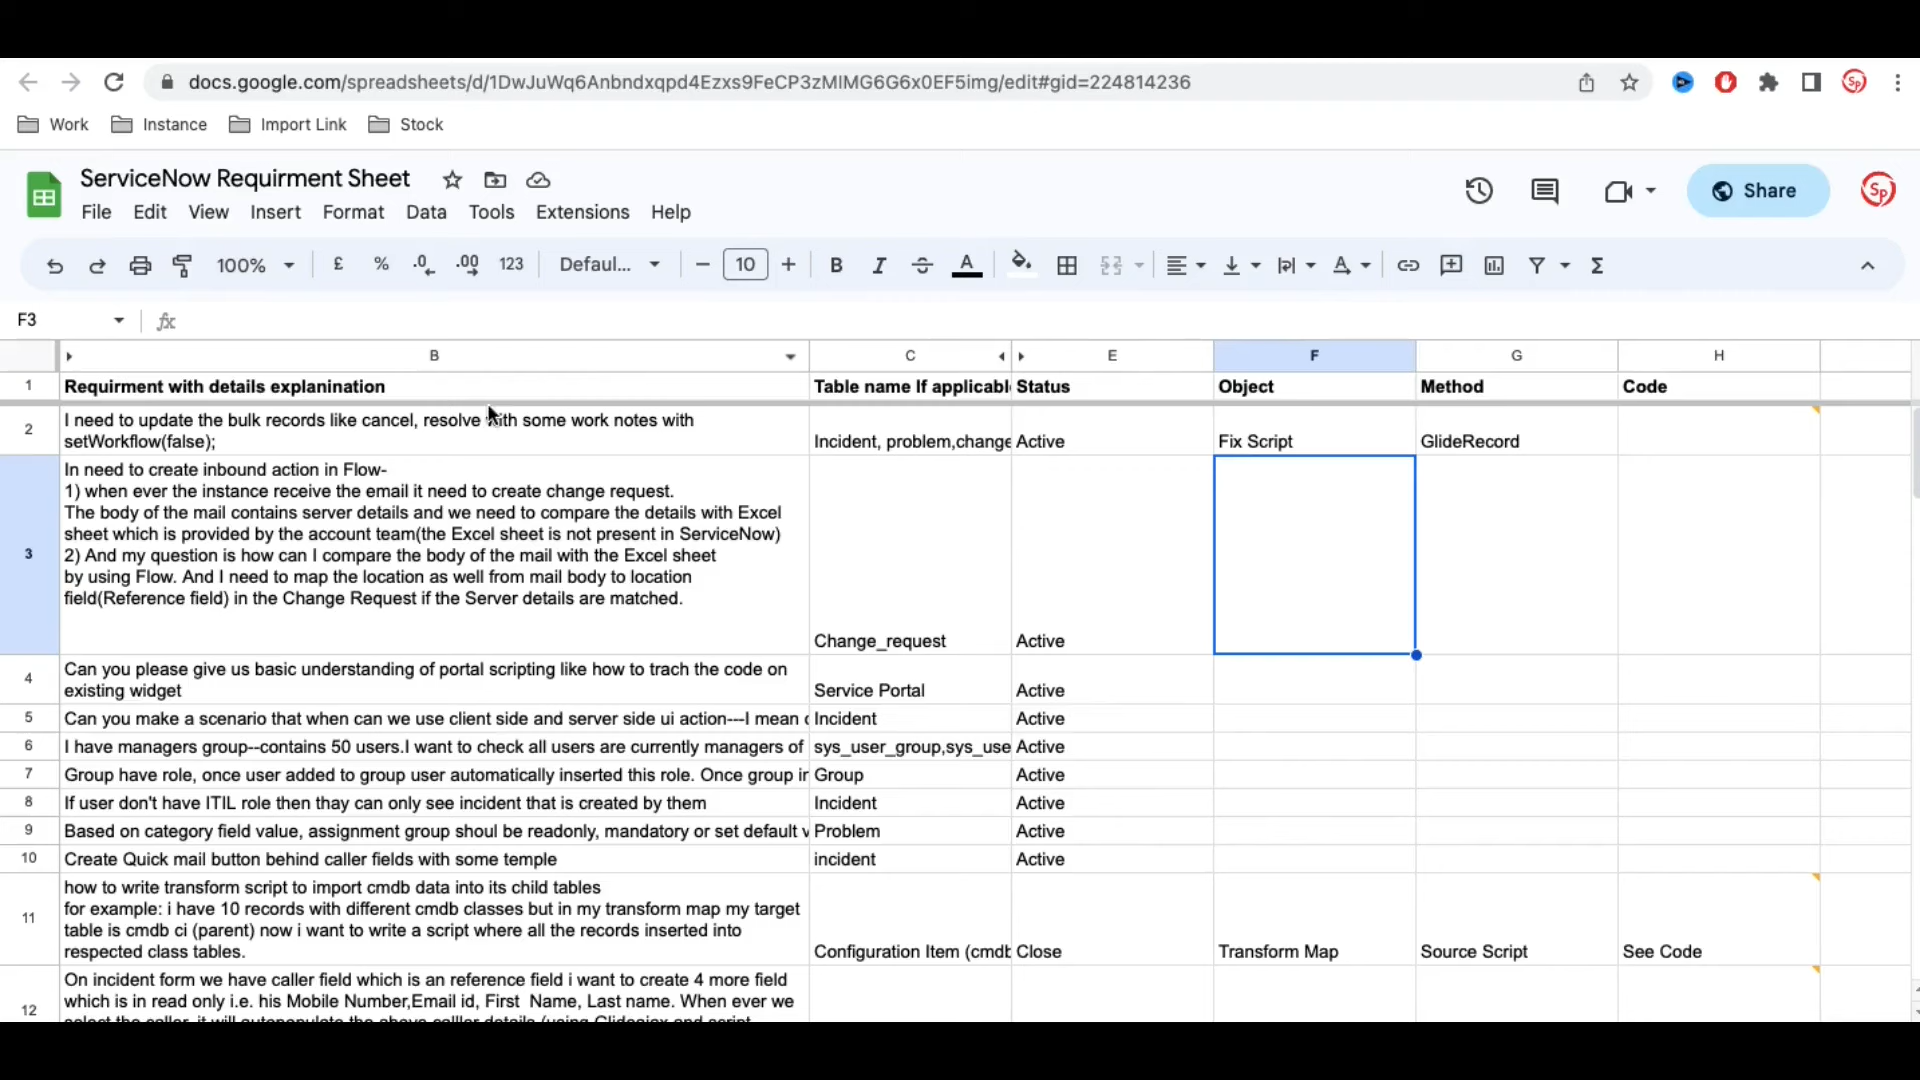 docs.google.com/spreadsheets/d/1DwJuWq6Anbndxqpd4Ezxs9FeCP3zMlMG6G6x0EF5img/edit#gid=224814236
Work Instance Import Link Stock
ServiceNow Requirment Sheet
File Edit View Insert Format Data Tools Extensions Help
Share
Sp
100% £ % .0 .00 123 Defaul... 10 B I A
F3 fx
B C E F G H
1 Requirment with details explanination Table name If applicabl Status Object Method Code
2 I need to update the bulk records like cancel, resolve with some work notes with
setWorkflow(false); Incident, problem,change Active Fix Script GlideRecord
In need to create inbound action in Flow-
1) when ever the instance receive the email it need to create change request.
The body of the mail contains server details and we need to compare the details with Excel
sheet which is provided by the account team(the Excel sheet is not present in ServiceNow)
3 2) And my question is how can I compare the body of the mail with the Excel sheet
by using Flow. And I need to map the location as well from mail body to location
field(Reference field) in the Change Request if the Server details are matched.
Change_request Active
4 Can you please give us basic understanding of portal scripting like how to trach the code on
existing widget Service Portal Active
5 Can you make a scenario that when can we use client side and server side ui action---I mean Incident Active
6 I have managers group--contains 50 users.I want to check all users are currently managers of sys_user_group,sys_use Active
7 Group have role, once user added to group user automatically inserted this role. Once group Group Active
8 If user don't have ITIL role then thay can only see incident that is created by them Incident Active
9 Based on category field value, assignment group shoul be readonly, mandatory or set default Problem Active
10 Create Quick mail button behind caller fields with some temple incident Active
how to write transform script to import cmdb data into its child tables
11 for example: i have 10 records with different cmdb classes but in my transform map my target
table is cmdb ci (parent) now i want to write a script where all the records inserted into
respected class tables. Configuration Item (cmdb Close Transform Map Source Script See Code
On incident form we have caller field which is an reference field i want to create 4 more field
12 which is in read only i.e. his Mobile Number,Email id, First Name, Last name. When ever we